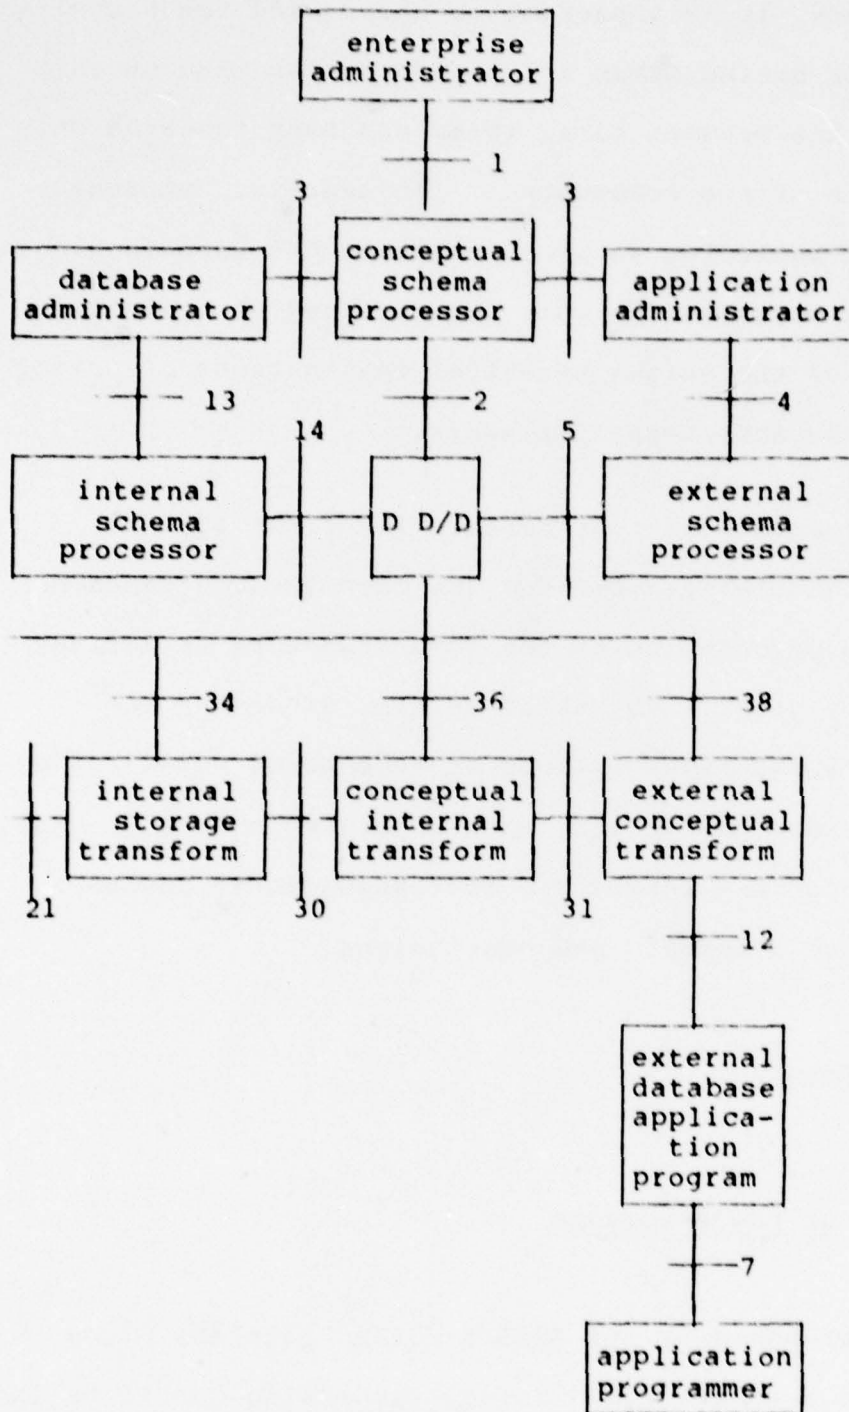 enterprise
administrator
1
3
3
database
administrator
conceptual
schema
processor
application
administrator
13
2
4
14
5
internal
schema
processor
D D/D
external
schema
processor
34
36
38
internal
storage
transform
conceptual
internal
transform
external
conceptual
transform
21
30
31
12
external
database
applica-
tion
program
7
application
programmer